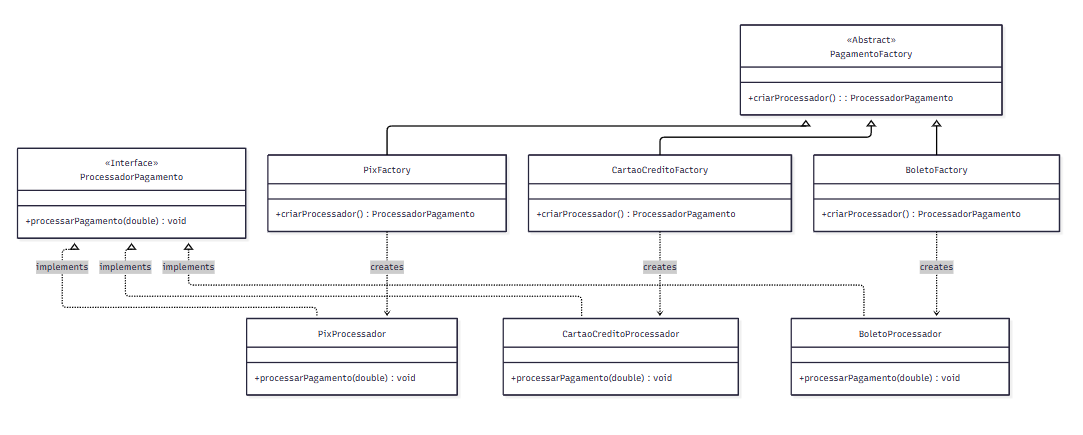 «Abstract»
PagamentoFactory
+criarProcessador() : : ProcessadorPagamento
«Interface»
ProcessadorPagamento
+processarPagamento(double) : void
PixFactory
+criarProcessador() : ProcessadorPagamento
CartaoCreditoFactory
+criarProcessador() : ProcessadorPagamento
BoletoFactory
+criarProcessador() : ProcessadorPagamento
implements
implements
implements
creates
creates
creates
PixProcessador
+processarPagamento(double) : void
CartaoCreditoProcessador
+processarPagamento(double) : void
BoletoProcessador
+processarPagamento(double) : void